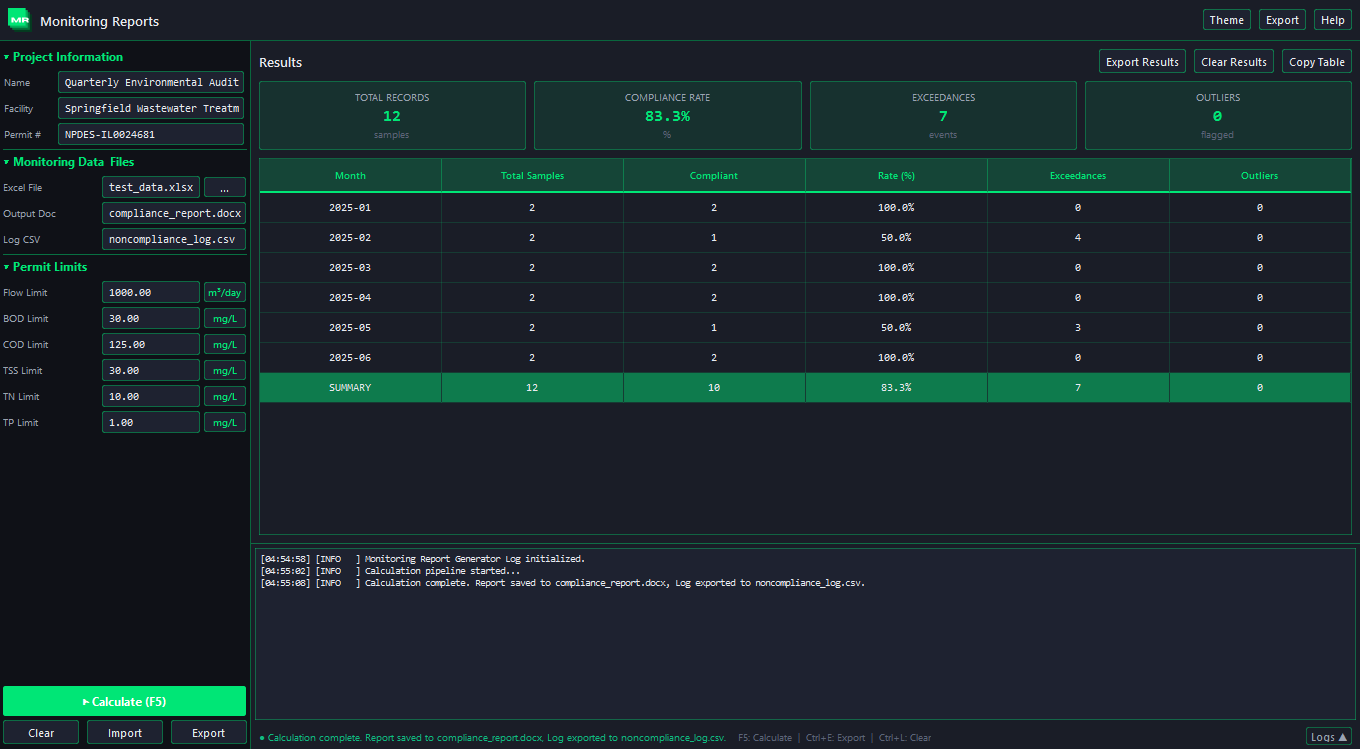 MR Monitoring Reports Theme Export Help
▾ Project Information
Name Quarterly Environmental Audit
Facility Springfield Wastewater Treatm
Permit # NPDES-IL0024681
▾ Monitoring Data Files
Excel File test_data.xlsx ...
Output Doc compliance_report.docx
Log CSV noncompliance_log.csv
▾ Permit Limits
Flow Limit 1000.00 m³/day
BOD Limit 30.00 mg/L
COD Limit 125.00 mg/L
TSS Limit 30.00 mg/L
TN Limit 10.00 mg/L
TP Limit 1.00 mg/L
▸ Calculate (F5)
Clear Import Export
Results Export Results Clear Results Copy Table
TOTAL RECORDS COMPLIANCE RATE EXCEEDANCES OUTLIERS
12 83.3% 7 0
samples % events flagged
Month Total Samples Compliant Rate (%) Exceedances Outliers
2025-01 2 2 100.0% 0 0
2025-02 2 1 50.0% 4 0
2025-03 2 2 100.0% 0 0
2025-04 2 2 100.0% 0 0
2025-05 2 1 50.0% 3 0
2025-06 2 2 100.0% 0 0
SUMMARY 12 10 83.3% 7 0
[04:54:58] [INFO   ] Monitoring Report Generator Log initialized.
[04:55:02] [INFO   ] Calculation pipeline started...
[04:55:08] [INFO   ] Calculation complete. Report saved to compliance_report.docx, Log exported to noncompliance_log.csv.
● Calculation complete. Report saved to compliance_report.docx, Log exported to noncompliance_log.csv. F5: Calculate | Ctrl+E: Export | Ctrl+L: Clear Logs ▲